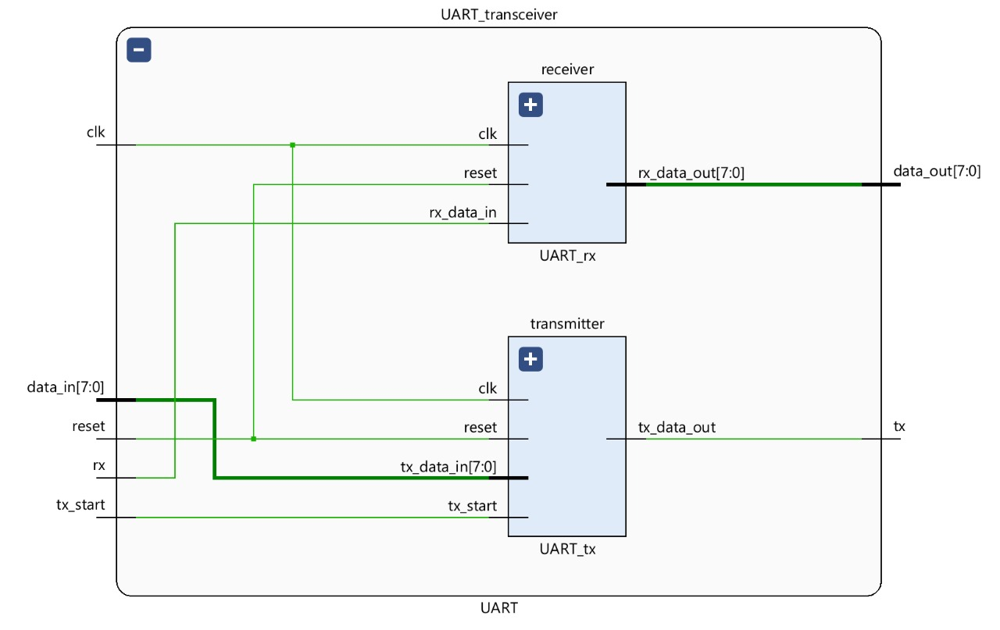 UART_transceiver
receiver
clk
clk
reset
rx_data_out[7:0]
data_out[7:0]
rx_data_in
UART_rx
transmitter
data_in[7:0]
clk
reset
reset
tx_data_out
tx
rx
tx_data_in[7:0]
tx_start
tx_start
UART_tx
UART